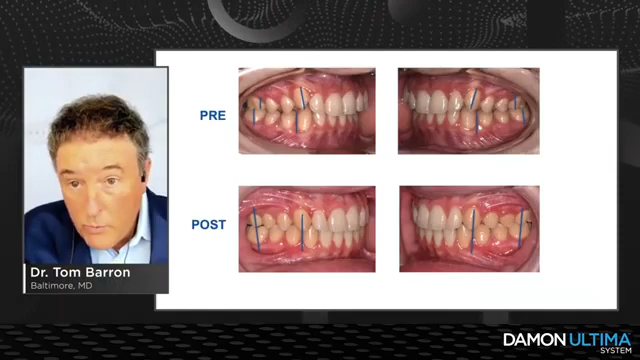 PRE
POST
Dr. Tom Barron
Baltimore, MD
DAMON ULTIMA
SYSTEM